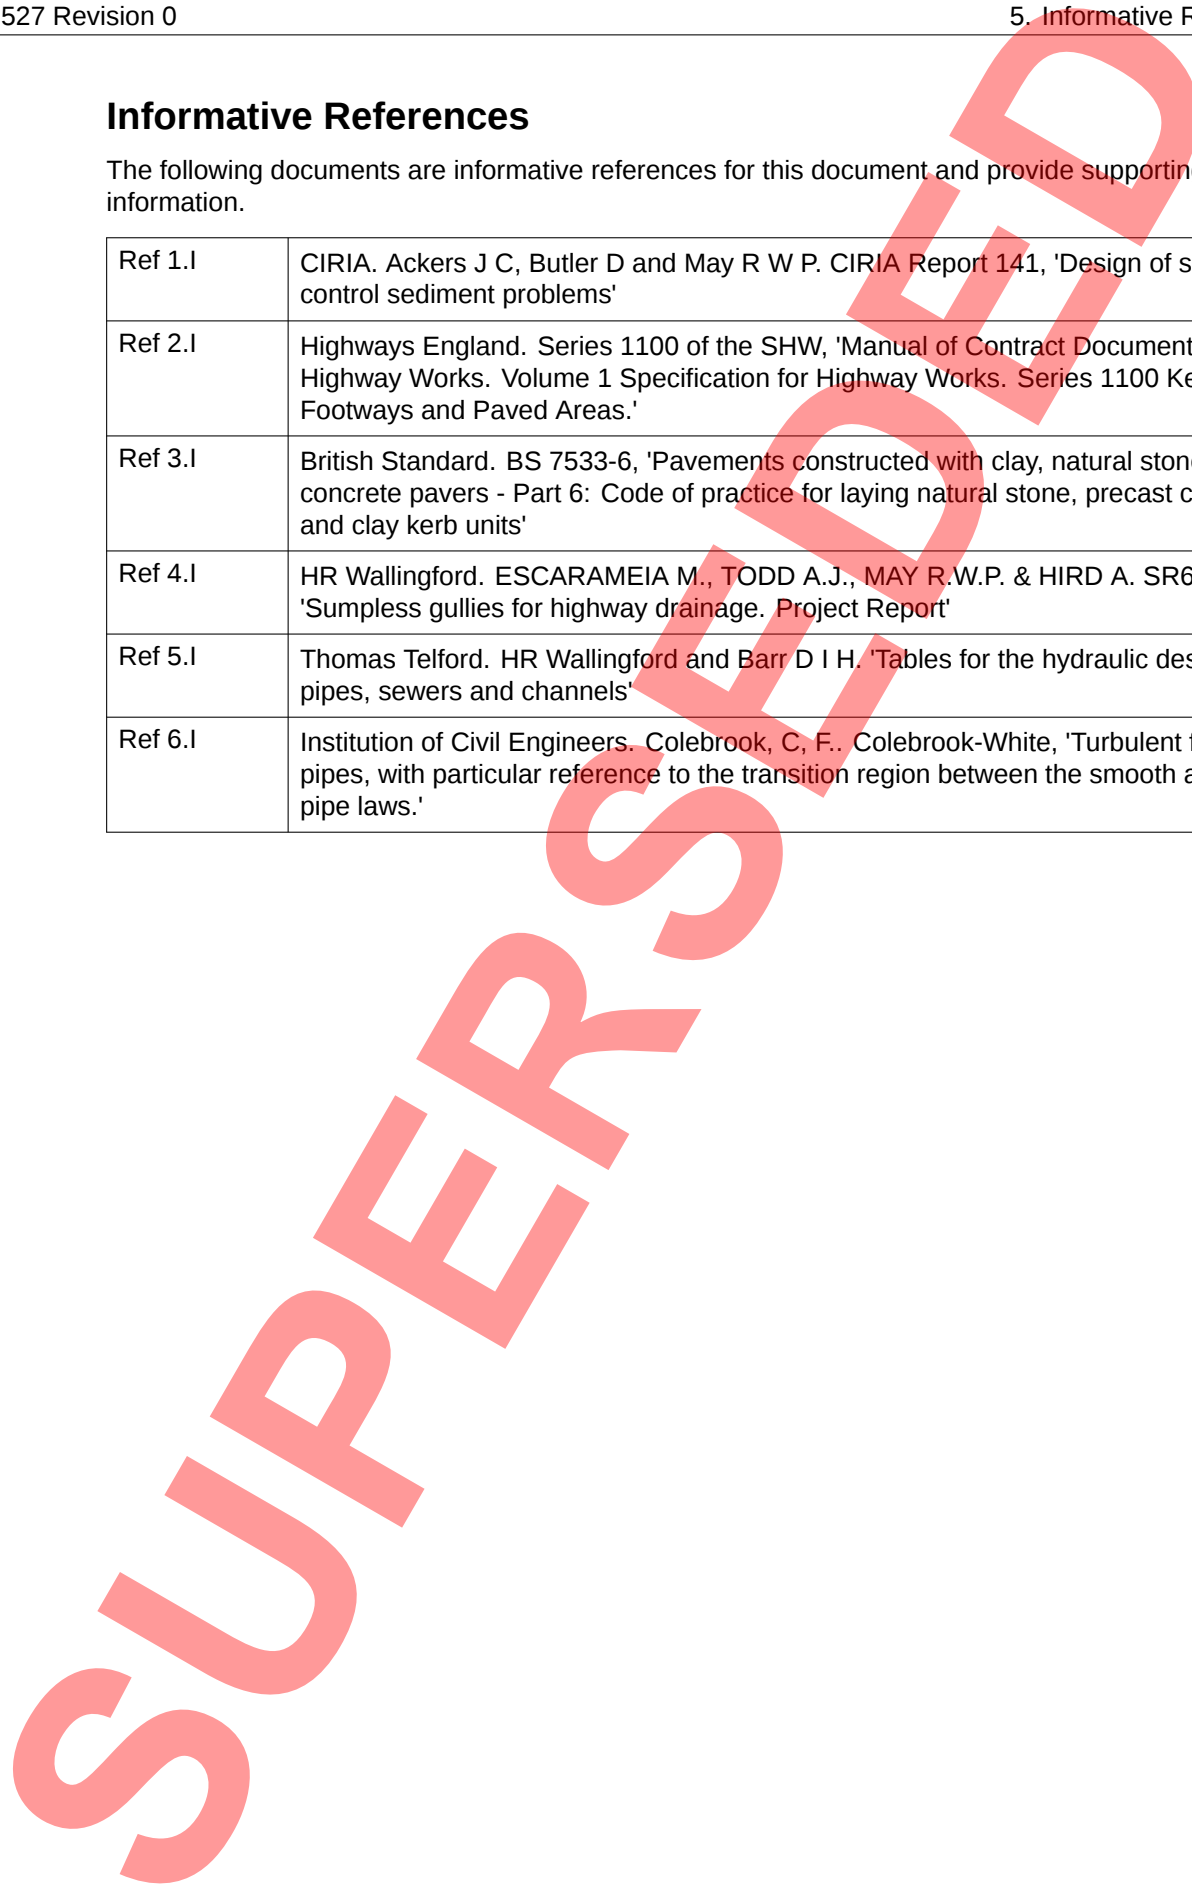 527 Revision 0
5. Informative
Informative References
The following documents are informative references for this document and provide
information.
Ref 1.I
CIRIA. Ackers J C, Butler D and May R W P. CIRIA Report 141, 'Design of
control sediment problems'
Ref 2.I
Highways England. Series 1100 of the SHW, 'Manual of Contract
Highway Works. Volume 1 Specification for Highway Works. Series 1100
Footways and Paved Areas.'
Ref 3.I
British Standard. BS 7533-6, 'Pavements constructed with clay, natural
concrete pavers - Part 6: Code of practice for laying natural stone, precast
and clay kerb units'
Ref 4.I
HR Wallingford. ESCARAMEIA M., TODD A.J., MAY R.W.P. & HIRD A.
'Sumpless gullies for highway drainage. Project Report'
Ref 5.I
Thomas Telford. HR Wallingford and Barr D I H. 'Tables for the hydraulic
pipes, sewers and channels'
Ref 6.I
Institution of Civil Engineers. Colebrook, C, F.. Colebrook-White, 'Turbulent
pipes, with particular reference to the transition region between the smooth
pipe laws.'
SUPERSEDED